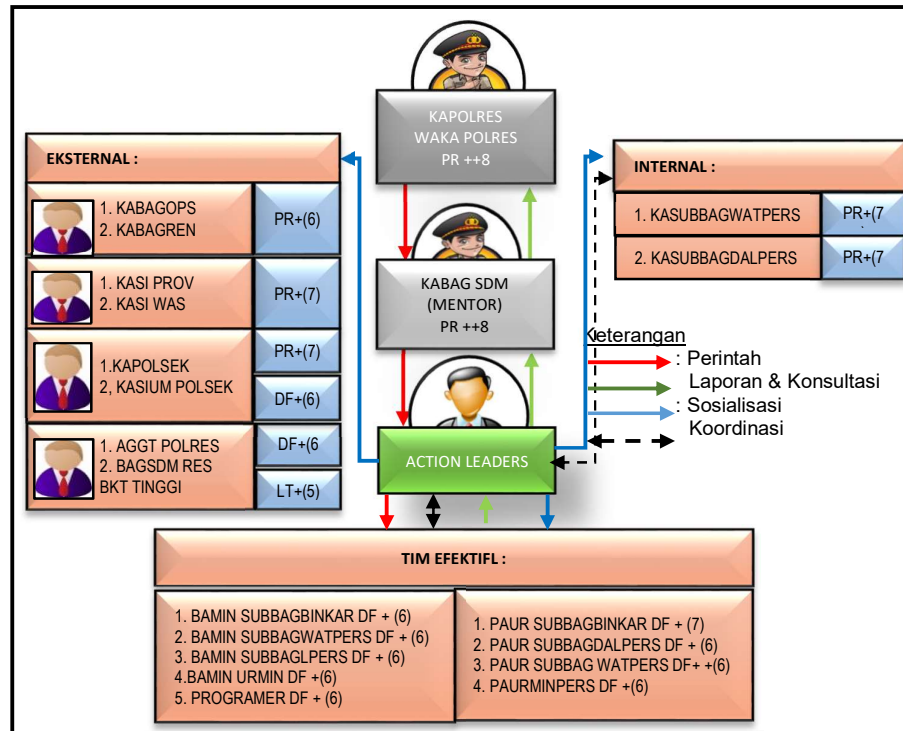 KAPOLRES
WAKA POLRES
PR ++8
EKSTERNAL :
1. KABAGOPS
2. KABAGREN
PR+(6)
1. KASI PROV
2. KASI WAS
PR+(7)
1.KAPOLSEK
2, KASIUM POLSEK
PR+(7)
DF+(6)
1. AGGT POLRES
2. BAGSDM RES
BKT TINGGI
DF+(6
LT+(5)
KABAG SDM
(MENTOR)
PR ++8
ACTION LEADERS
INTERNAL :
1. KASUBBAGWATPERS
PR+(7
2. KASUBBAGDALPERS
PR+(7
Keterangan
: Perintah
Laporan & Konsultasi
: Sosialisasi
Koordinasi
TIM EFEKTIFL :
1. BAMIN SUBBAGBINKAR DF + (6)
2. BAMIN SUBBAGWATPERS DF + (6)
3. BAMIN SUBBAGLPERS DF + (6)
4.BAMIN URMIN DF +(6)
5. PROGRAMER DF + (6)
1. PAUR SUBBAGBINKAR DF + (7)
2. PAUR SUBBAGDALPERS DF + (6)
3. PAUR SUBBAG WATPERS DF+ +(6)
4. PAURMINPERS DF +(6)